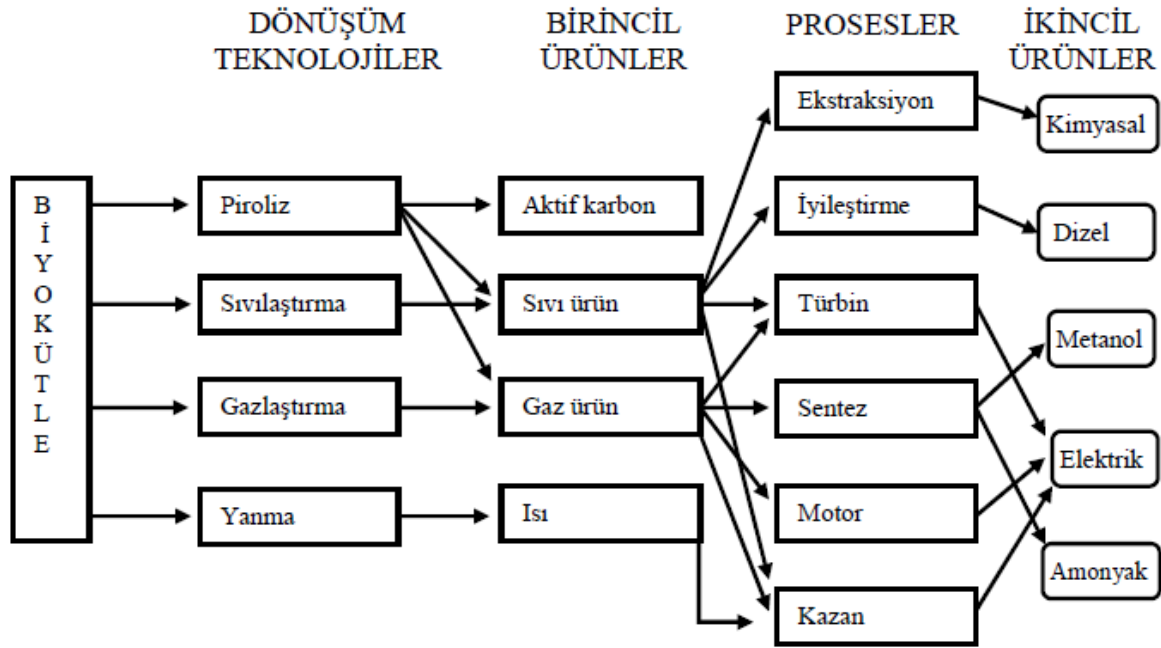 DÖNÜŞÜM
TEKNOLOJİLER
BİRİNCİL
ÜRÜNLER
PROSESLER
İKİNCİL
ÜRÜNLER
B
İ
Y
O
K
Ü
T
L
E
Piroliz
Sıvılaştırma
Gazlaştırma
Yanma
Aktif karbon
Sıvı ürün
Gaz ürün
Isı
Ekstraksiyon
İyileştirme
Türbin
Sentez
Motor
Kazan
Kimyasal
Dizel
Metanol
Elektrik
Amonyak